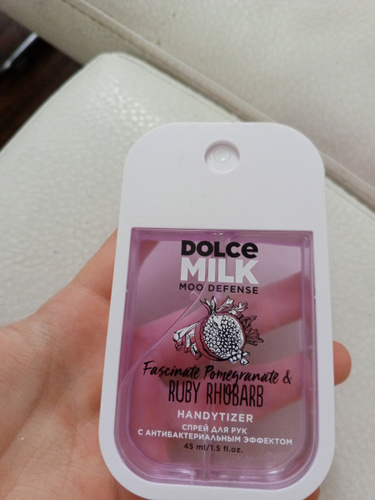 DOLCE
MILK
MOO DEFENSE
Fascinate Pomegranate &
RUBY RHUBARB
HANDYTIZER
СПРЕЙ ДЛЯ РУК
С АНТИБАКТЕРИАЛЬНЫМ ЭФФЕКТОМ
45 ml/1.5 fl.oz.